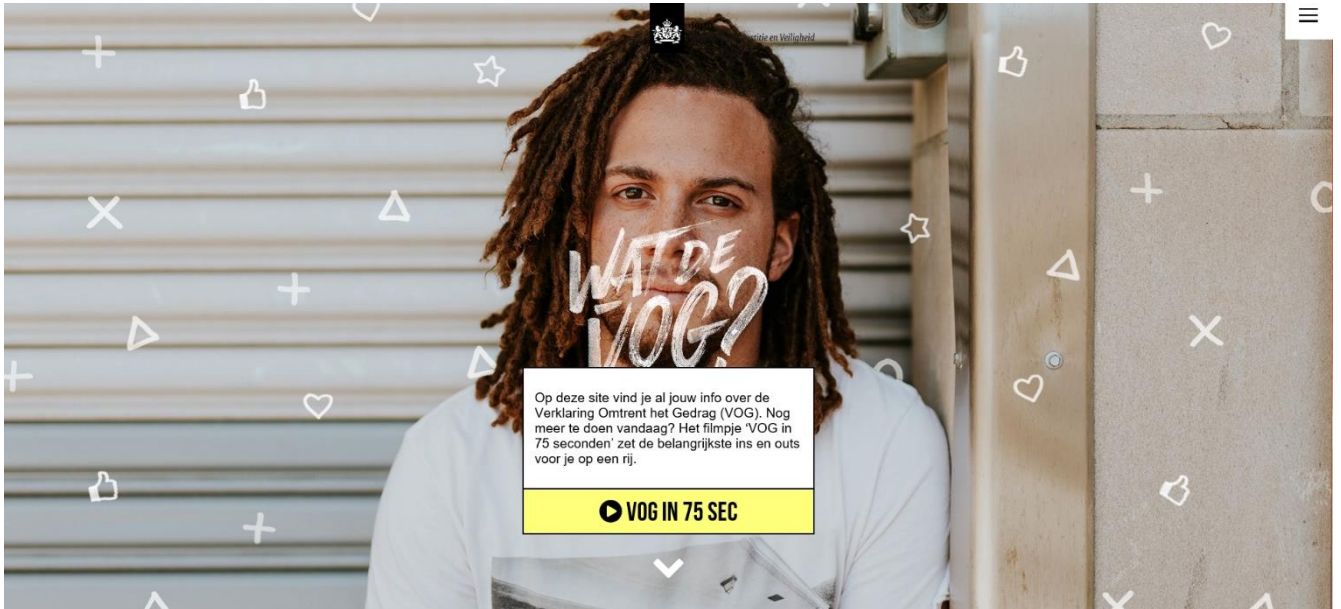 en Veiligheid
WAT DE
VOG?
Op deze site vind je al jouw info over de
Verklaring Omtrent het Gedrag (VOG). Nog
meer te doen vandaag? Het filmpje ‘VOG in
75 seconden’ zet de belangrijkste ins en outs
voor je op een rij.
VOG IN 75 SEC